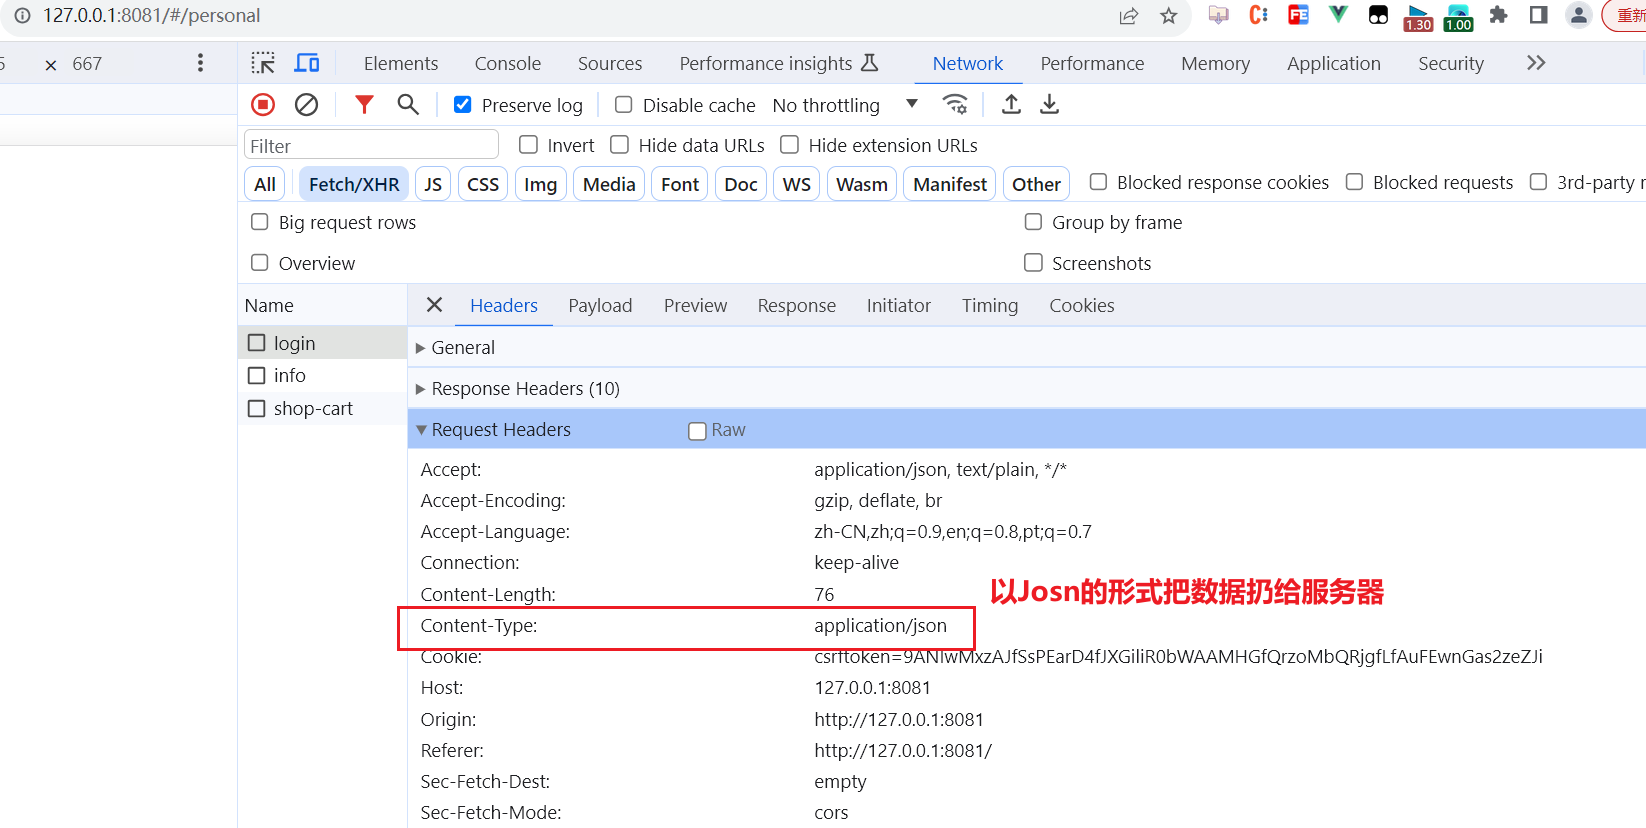 127.0.0.1:8081/#/personal
1.30
1.00
重新
5 × 667
Elements Console Sources Performance insights Network Performance Memory Application Security
Preserve log Disable cache No throttling
Filter Invert Hide data URLs Hide extension URLs
All Fetch/XHR JS CSS Img Media Font Doc WS Wasm Manifest Other Blocked response cookies Blocked requests 3rd-party r
Big request rows Group by frame
Overview Screenshots
Name Headers Payload Preview Response Initiator Timing Cookies
login
info
shop-cart
General
Response Headers (10)
Request Headers Raw
Accept: application/json, text/plain, */*
Accept-Encoding: gzip, deflate, br
Accept-Language: zh-CN,zh;q=0.9,en;q=0.8,pt;q=0.7
Connection: keep-alive
Content-Length: 76
以Josn的形式把数据扔给服务器
Content-Type: application/json
Cookie: csrftoken=9ANIwMxzAJfSsPEarD4fJXGiliR0bWAAMHGfQrzoMbQRjgfLfAuFEwnGas2zeZJi
Host: 127.0.0.1:8081
Origin: http://127.0.0.1:8081
Referer: http://127.0.0.1:8081/
Sec-Fetch-Dest: empty
Sec-Fetch-Mode: cors